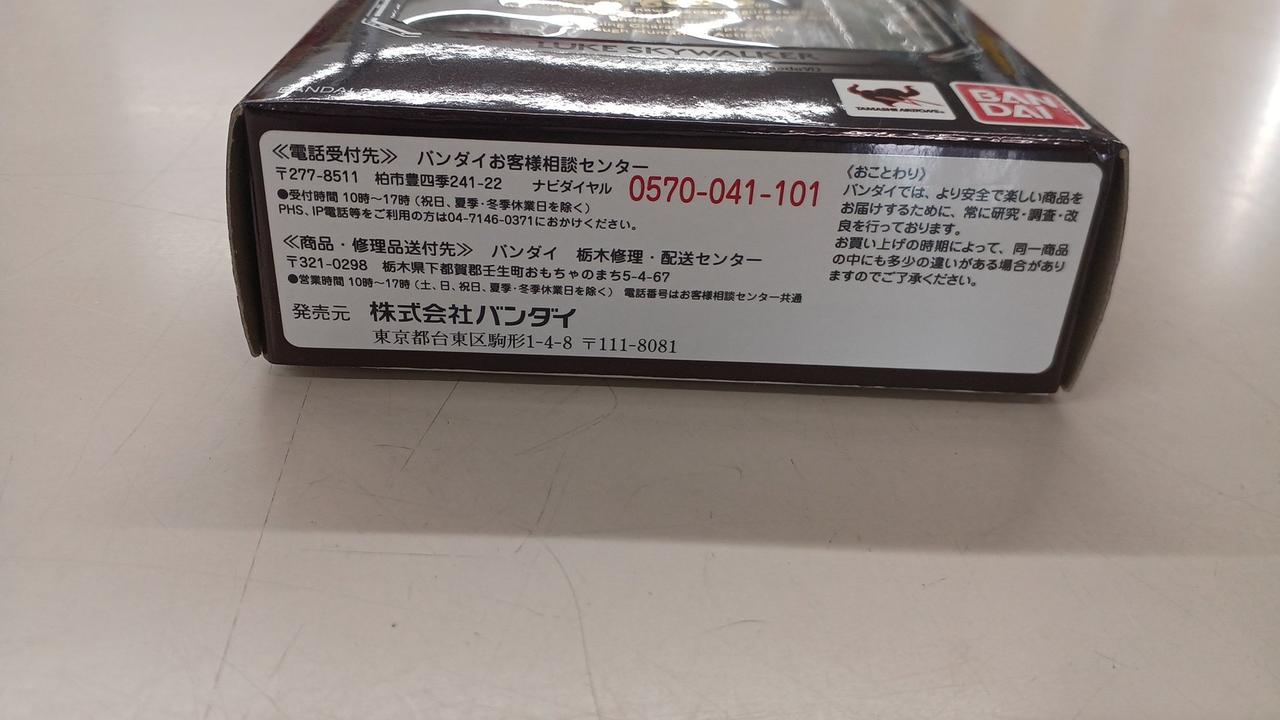 LUKE SKYWALKER
TAMASHII NATIONS
BAN
DAI
≪電話受付先≫ バンダイお客様相談センター
〒277-8511 柏市豊四季241-22 ナビダイヤル 0570-041-101
●受付時間 10時〜17時（祝日、夏季・冬季休業日を除く）
PHS、IP電話等をご利用の方は04-7146-0371におかけください。
≪商品・修理品送付先≫ バンダイ 栃木修理・配送センター
〒321-0298 栃木県下都賀郡壬生町おもちゃのまち5-4-67
●営業時間 10時〜17時（土、日、祝日、夏季・冬季休業日を除く） 電話番号はお客様相談センター共通
発売元 株式会社バンダイ
東京都台東区駒形1-4-8 〒111-8081
〈おことわり〉
バンダイでは、より安全で楽しい商品を
お届けするために、常に研究・調査・改
良を行っております。
お買い上げの時期によって、同一商品
の中にも多少の違いがある場合があり
ますのでご了承ください。